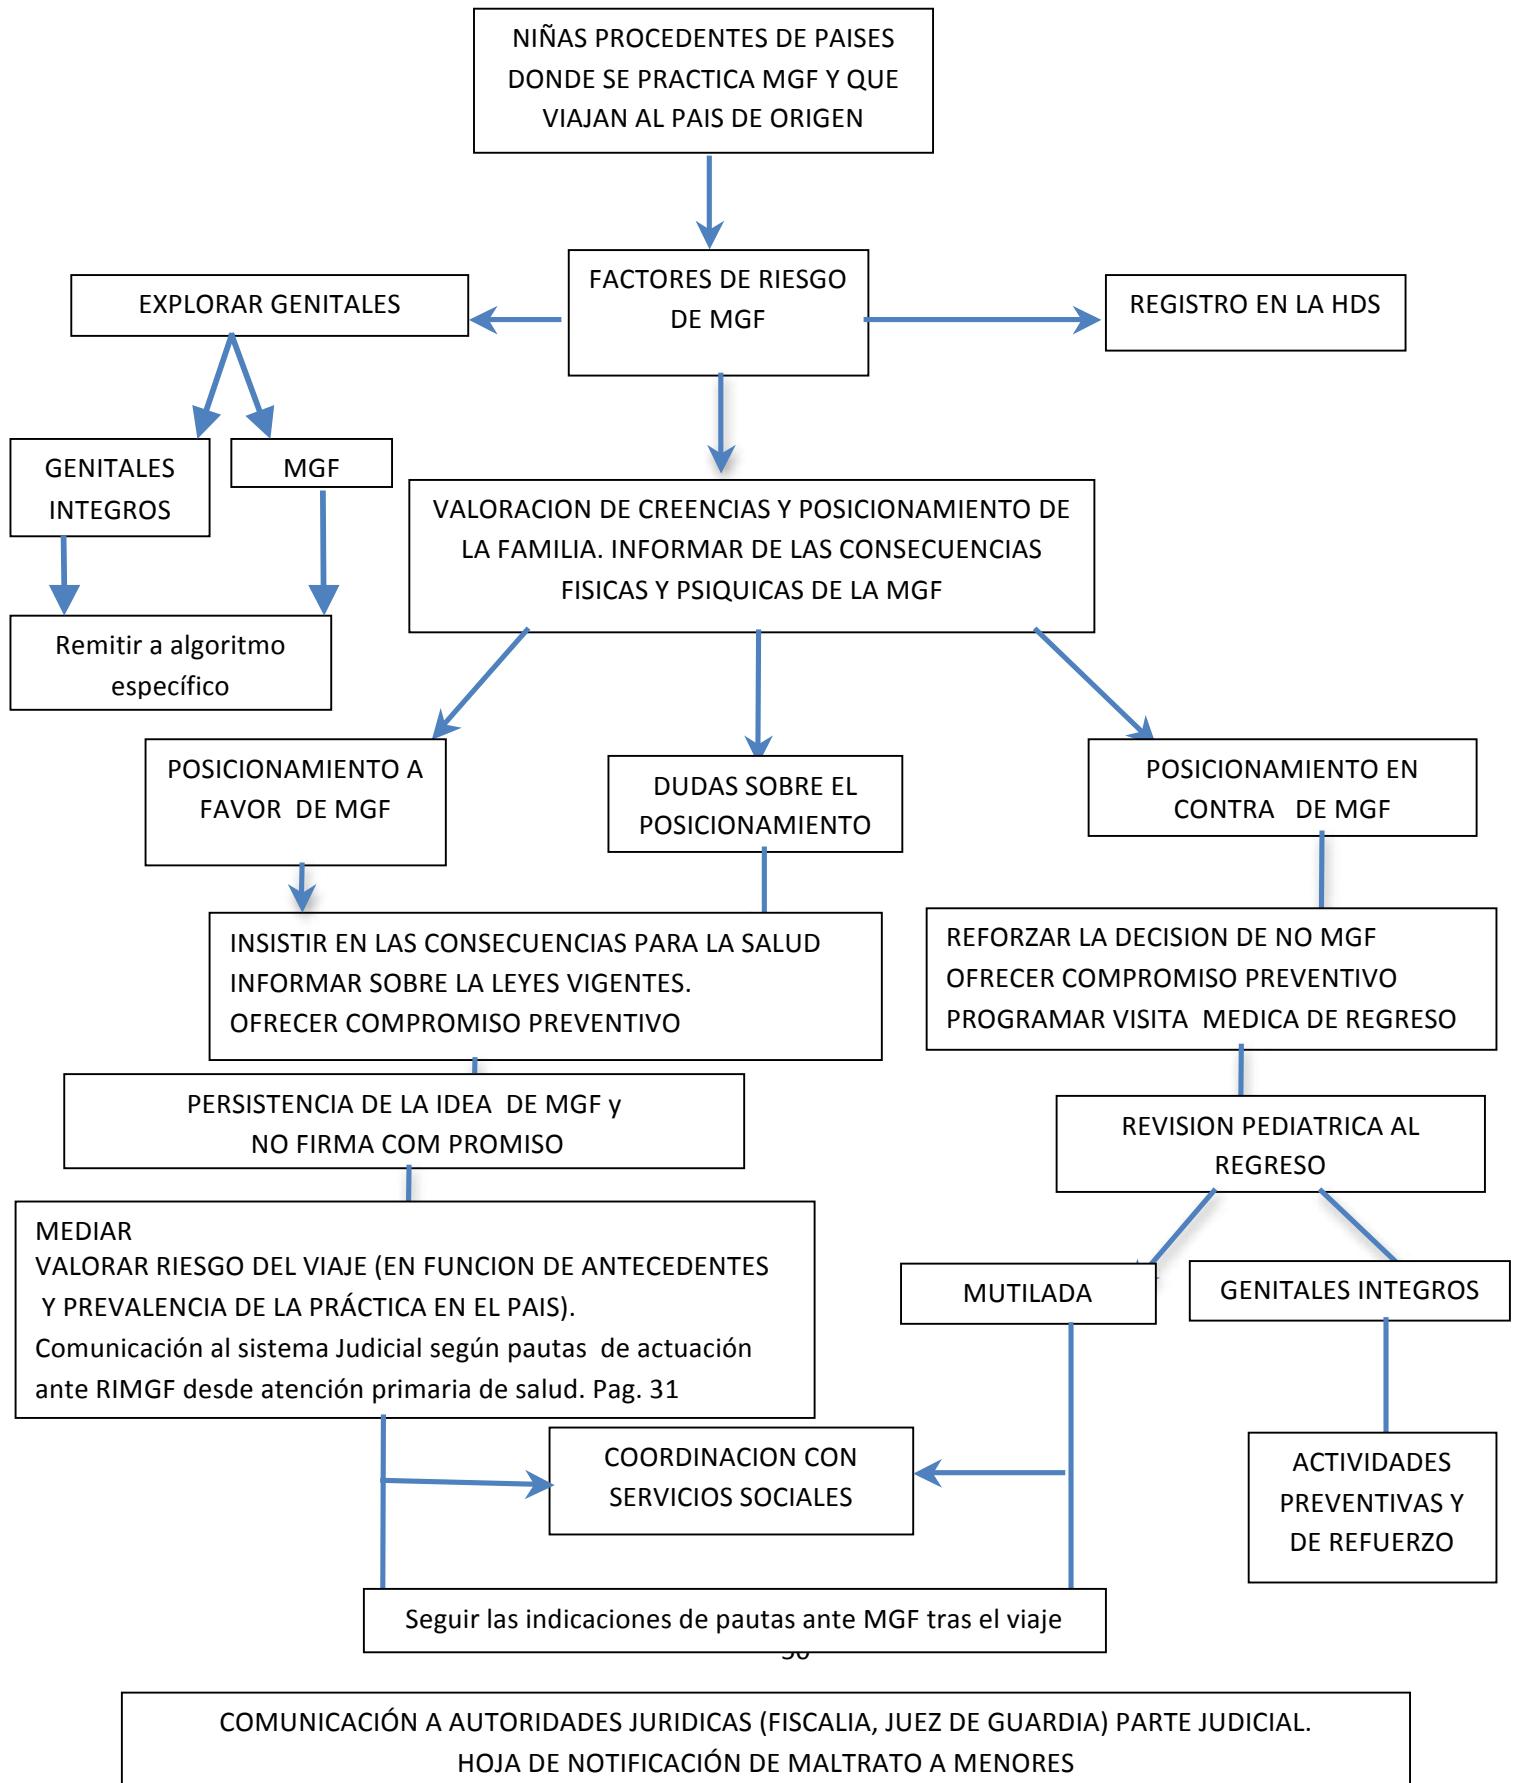 NIÑAS PROCEDENTES DE PAISES
DONDE SE PRACTICA MGF Y QUE
VIAJAN AL PAIS DE ORIGEN
EXPLORAR GENITALES
FACTORES DE RIESGO
DE MGF
REGISTRO EN LA HDS
GENITALES
INTEGROS
MGF
Remitir a algoritmo
específico
VALORACION DE CREENCIAS Y POSICIONAMIENTO DE
LA FAMILIA. INFORMAR DE LAS CONSECUENCIAS
FISICAS Y PSIQUICAS DE LA MGF
POSICIONAMIENTO A
FAVOR DE MGF
DUDAS SOBRE EL
POSICIONAMIENTO
POSICIONAMIENTO EN
CONTRA DE MGF
INSISTIR EN LAS CONSECUENCIAS PARA LA SALUD
INFORMAR SOBRE LA LEYES VIGENTES.
OFRECER COMPROMISO PREVENTIVO
REFORZAR LA DECISION DE NO MGF
OFRECER COMPROMISO PREVENTIVO
PROGRAMAR VISITA MEDICA DE REGRESO
PERSISTENCIA DE LA IDEA DE MGF y
NO FIRMA COM PROMISO
REVISION PEDIATRICA AL
REGRESO
MEDIAR
VALORAR RIESGO DEL VIAJE (EN FUNCION DE ANTECEDENTES
Y PREVALENCIA DE LA PRÁCTICA EN EL PAIS).
Comunicación al sistema Judicial según pautas de actuación
ante RIMGF desde atención primaria de salud. Pag. 31
MUTILADA
GENITALES INTEGROS
COORDINACION CON
SERVICIOS SOCIALES
ACTIVIDADES
PREVENTIVAS Y
DE REFUERZO
Seguir las indicaciones de pautas ante MGF tras el viaje
COMUNICACIÓN A AUTORIDADES JURIDICAS (FISCALIA, JUEZ DE GUARDIA) PARTE JUDICIAL.
HOJA DE NOTIFICACIÓN DE MALTRATO A MENORES